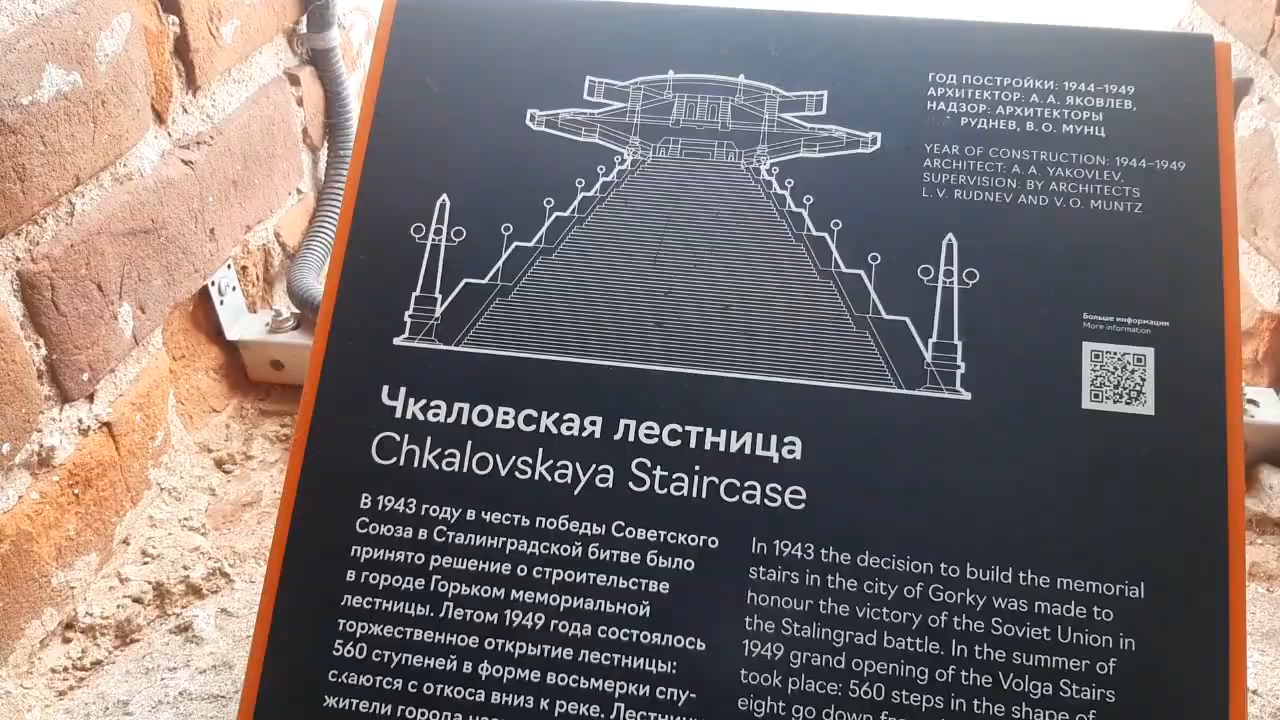 ГОД ПОСТРОЙКИ: 1944-1949
АРХИТЕКТОР: А. А. ЯКОВЛЕВ,
НАДЗОР: АРХИТЕКТОРЫ
РУДНЕВ, В. О. МУНЦ
YEAR OF CONSTRUCTION: 1944-1949
ARCHITECT: A. A. YAKOVLEV,
SUPERVISION: BY ARCHITECTS
L. V. RUDNEV AND V. O. MUNTZ
Больше информации
More information
Чкаловская лестница
Chkalovskaya Staircase
В 1943 году в честь победы Советского
Союза в Сталинградской битве было
принято решение о строительстве
в городе Горьком мемориальной
лестницы. Летом 1949 года состоялось
торжественное открытие лестницы:
560 ступеней в форме восьмерки спу-
скаются с откоса вниз к реке.
жители города
In 1943 the decision to build the memorial
stairs in the city of Gorky was made to
honour the victory of the Soviet Union in
the Stalingrad battle. In the summer of
1949 grand opening of the Volga Stairs
took place: 560 steps in the shape of
eight go down